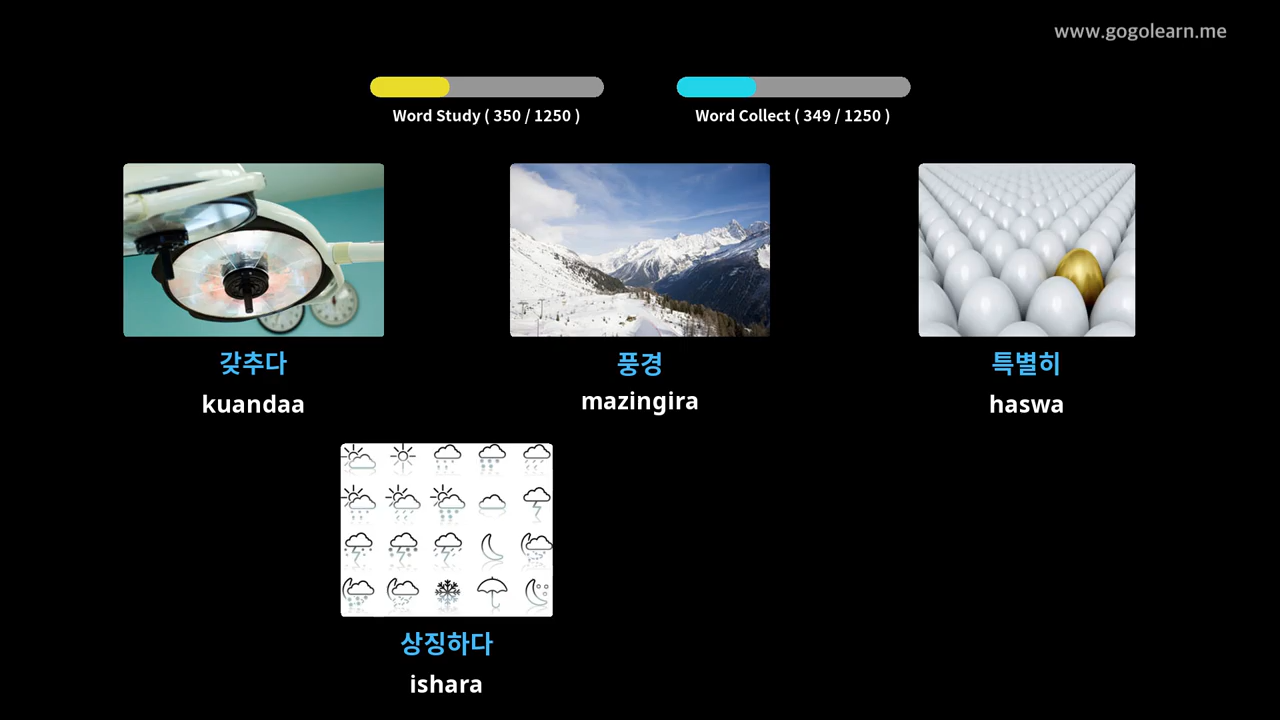 www.gogolearn.me
Word Study ( 350 / 1250 )
Word Collect ( 349 / 1250 )
갖추다
kuandaa
풍경
mazingira
특별히
haswa
상징하다
ishara